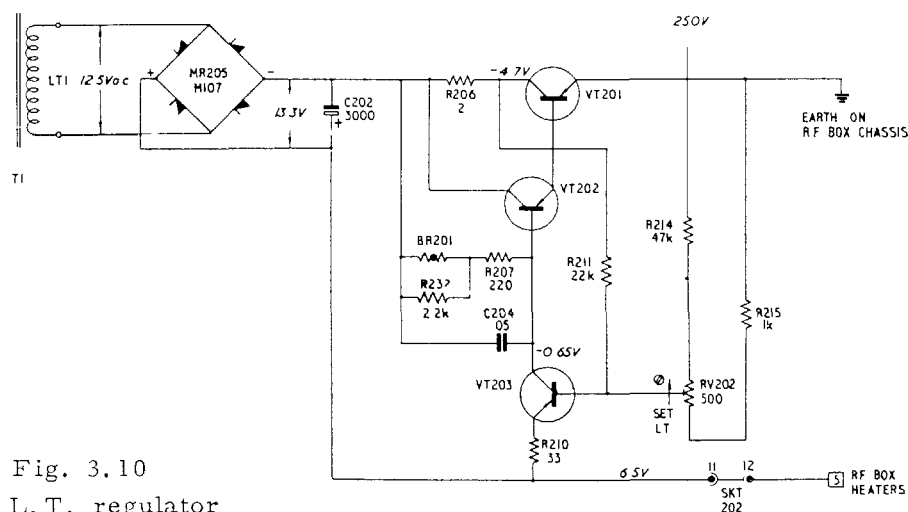 250V
LT1
12.5Vac
+
MR205
M107
-
13.3V
C202
3000
+
-4.7V
R206
2
VT201
EARTH ON
RF BOX CHASSIS
T1
VT202
R214
47k
BR201
R207
220
R211
22k
R237
2.2k
R215
1k
C204
.05
-0.65V
VT203
SET
LT
RV202
500
R210
33
6.5V
11
12
SKT
202
5
RF BOX
HEATERS
Fig. 3.10
L.T. regulator